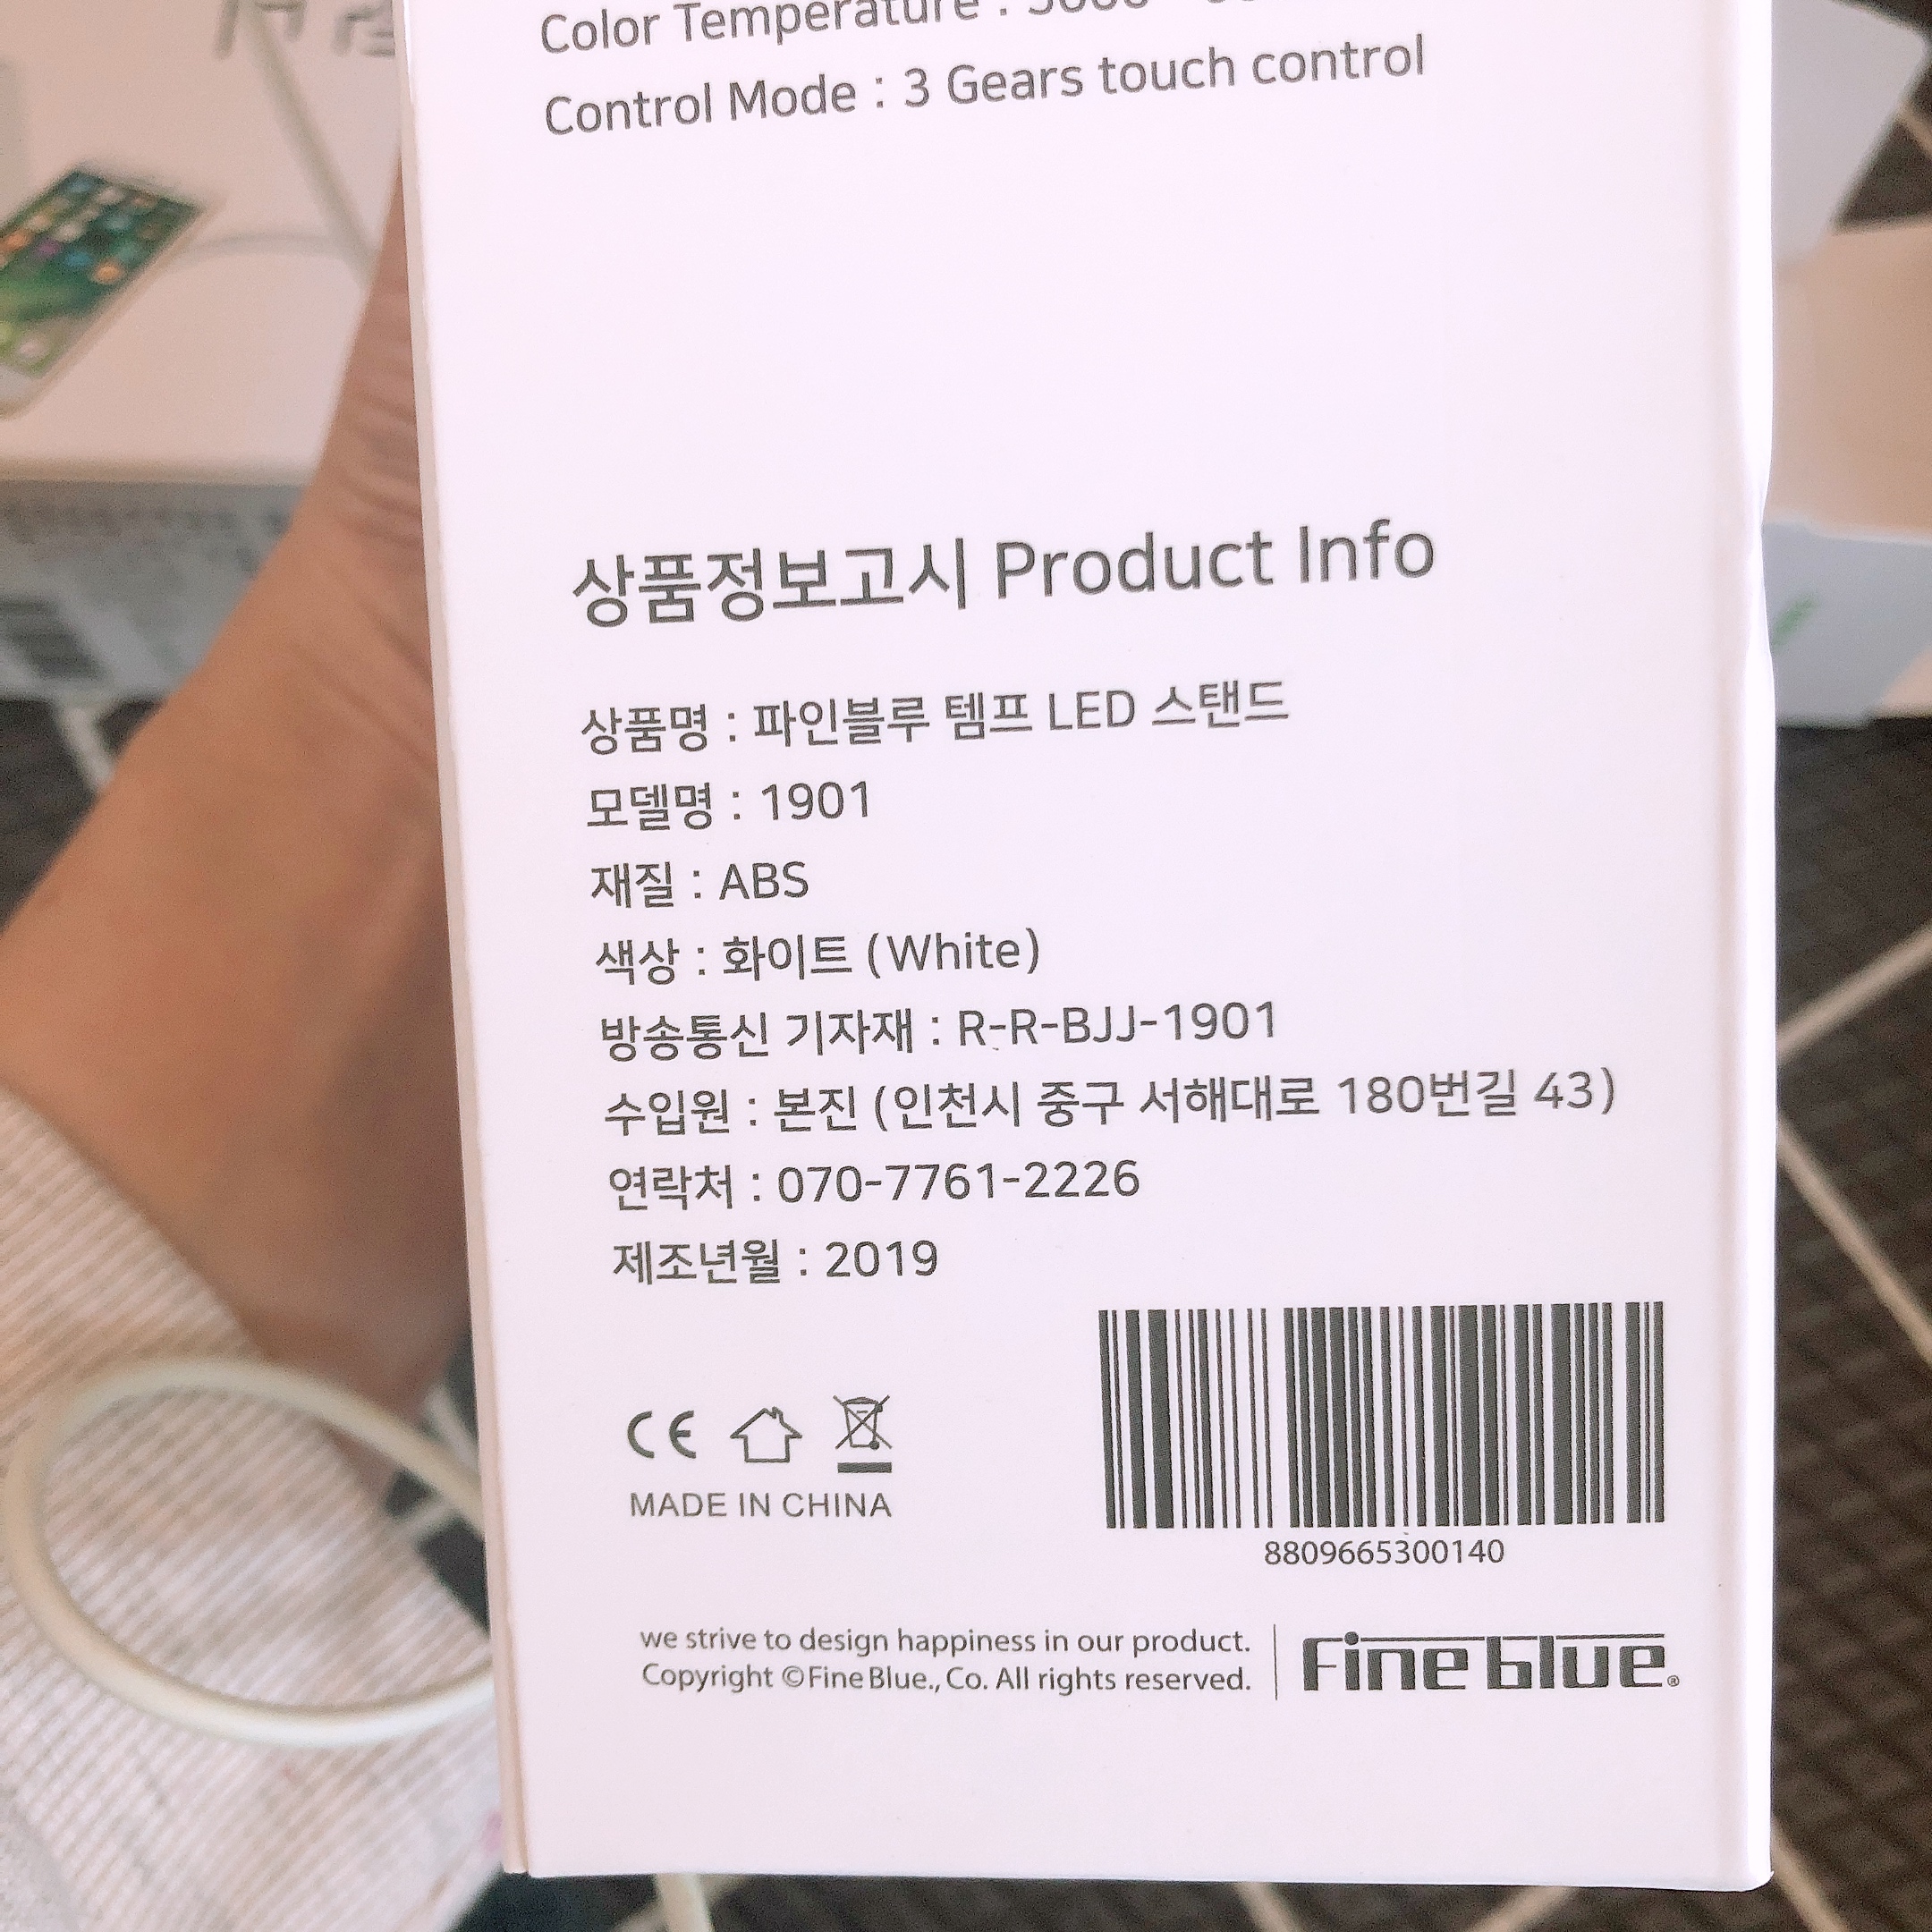 Color Temperature :
Control Mode : 3 Gears touch control
상품정보고시 Product Info
상품명 : 파인블루 템프 LED 스탠드
모델명 : 1901
재질 : ABS
색상 : 화이트 (White)
방송통신 기자재 : R-R-BJJ-1901
수입원 : 본진 (인천시 중구 서해대로 180번길 43)
연락처 : 070-7761-2226
제조년월 : 2019
CE
MADE IN CHINA
8809665300140
we strive to design happiness in our product.
Copyright ©Fine Blue., Co. All rights reserved.
Fine blue®